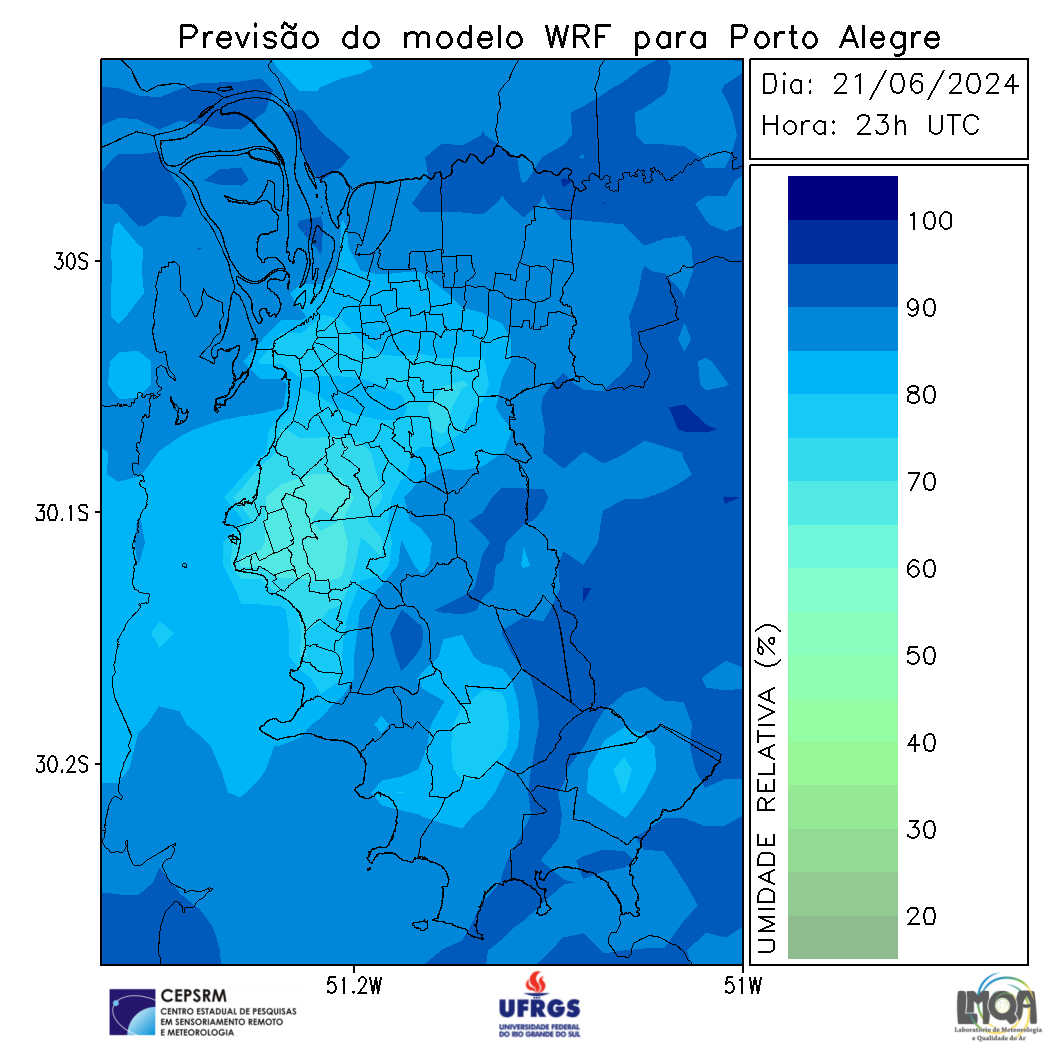 Previsão do modelo WRF para Porto Alegre
Dia: 21/06/2024
Hora: 23h UTC
100
90
80
70
60
50
40
30
20
UMIDADE RELATIVA (%)
30S
30.1S
30.2S
51.2W
51W
CEPSRM
CENTRO ESTADUAL DE PESQUISAS
EM SENSORIAMENTO REMOTO
E METEOROLOGIA
UFRGS
UNIVERSIDADE FEDERAL
DO RIO GRANDE DO SUL
LMQA
Laboratório de Meteorologia
e Qualidade do Ar